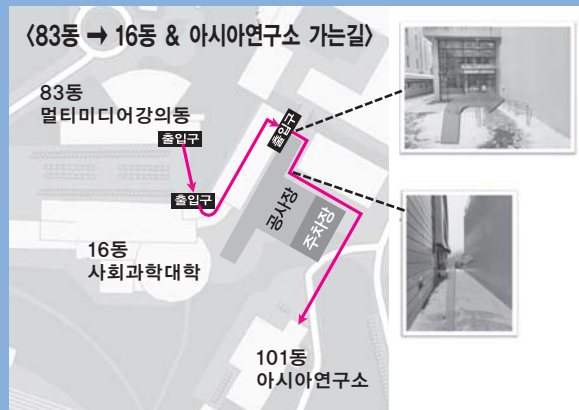 〈83동 ➞ 16동 & 아시아연구소 가는길〉
83동
멀티미디어강의동
출입구
출입구
출입구
공사장
주차장
16동
사회과학대학
101동
아시아연구소